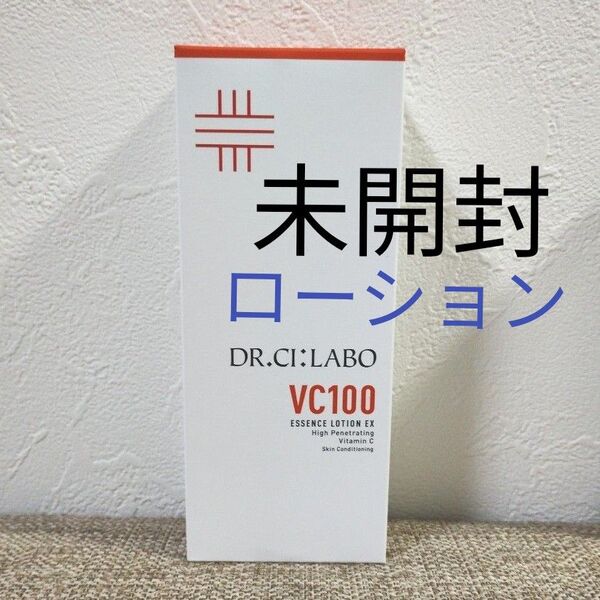 未開封
ローション
DR.CI:LABO
VC100
ESSENCE LOTION EX
High Penetrating
Vitamin C
Skin Conditioning